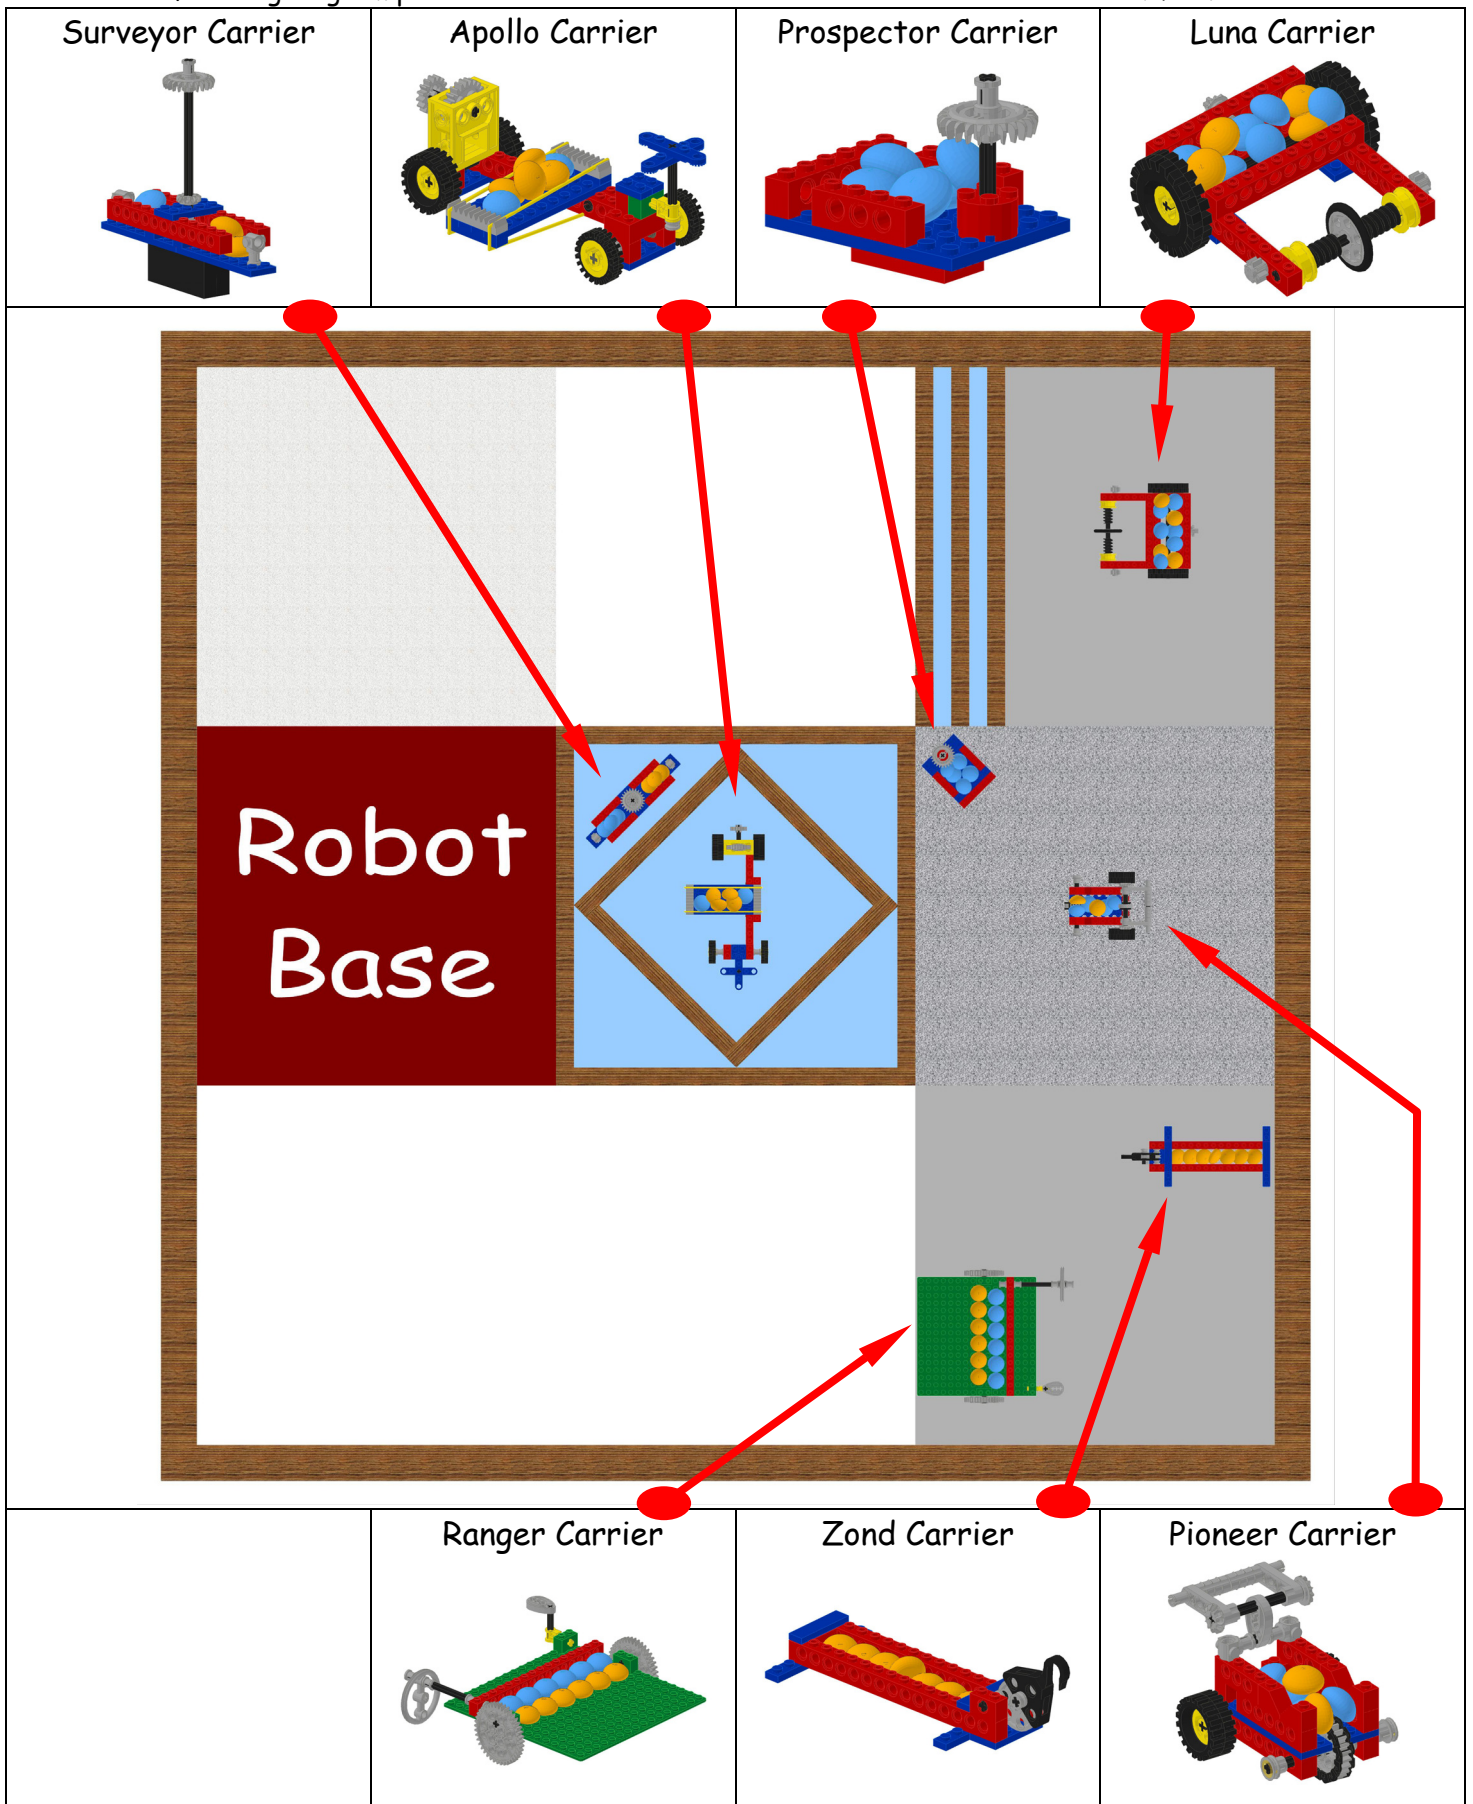 Surveyor Carrier
Apollo Carrier
Prospector Carrier
Luna Carrier
Robot
Base
Ranger Carrier
Zond Carrier
Pioneer Carrier